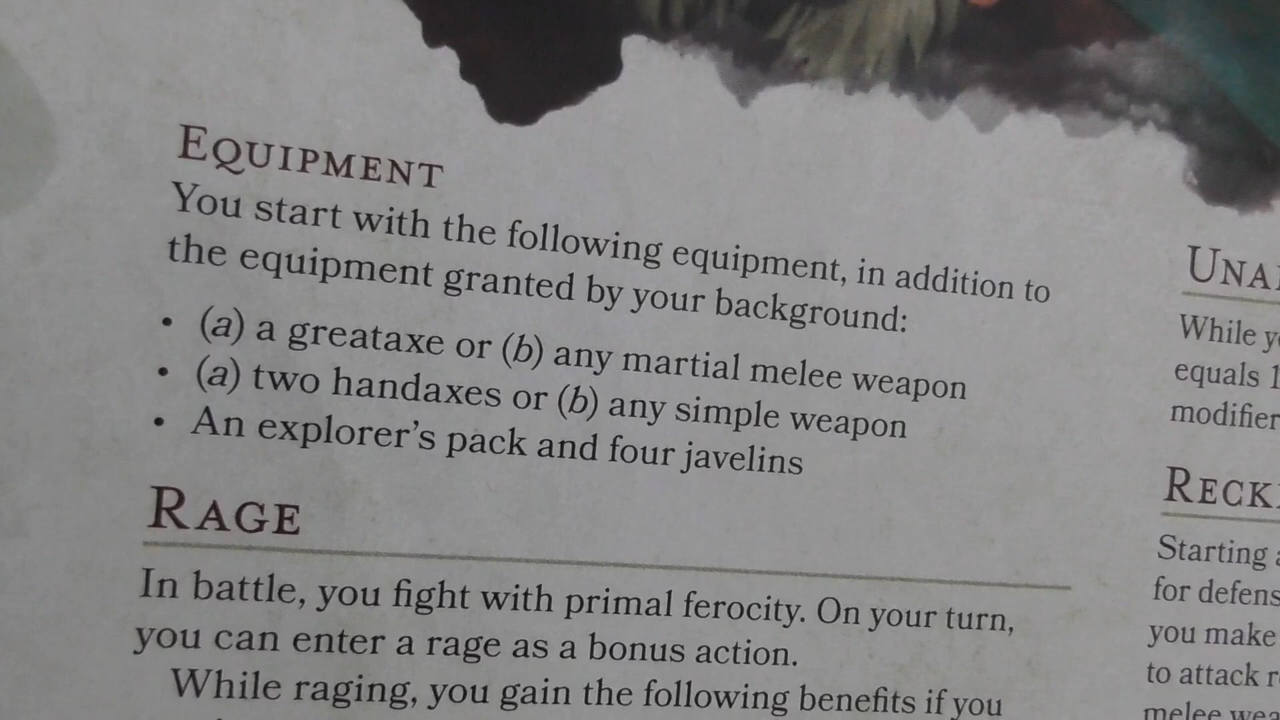 EQUIPMENT
You start with the following equipment, in addition to
the equipment granted by your background:
• (a) a greataxe or (b) any martial melee weapon
• (a) two handaxes or (b) any simple weapon
• An explorer's pack and four javelins
RAGE
In battle, you fight with primal ferocity. On your turn,
you can enter a rage as a bonus action.
While raging, you gain the following benefits if you
While
equals 1
modifier
Starting
for defens
you make
to attack
melee